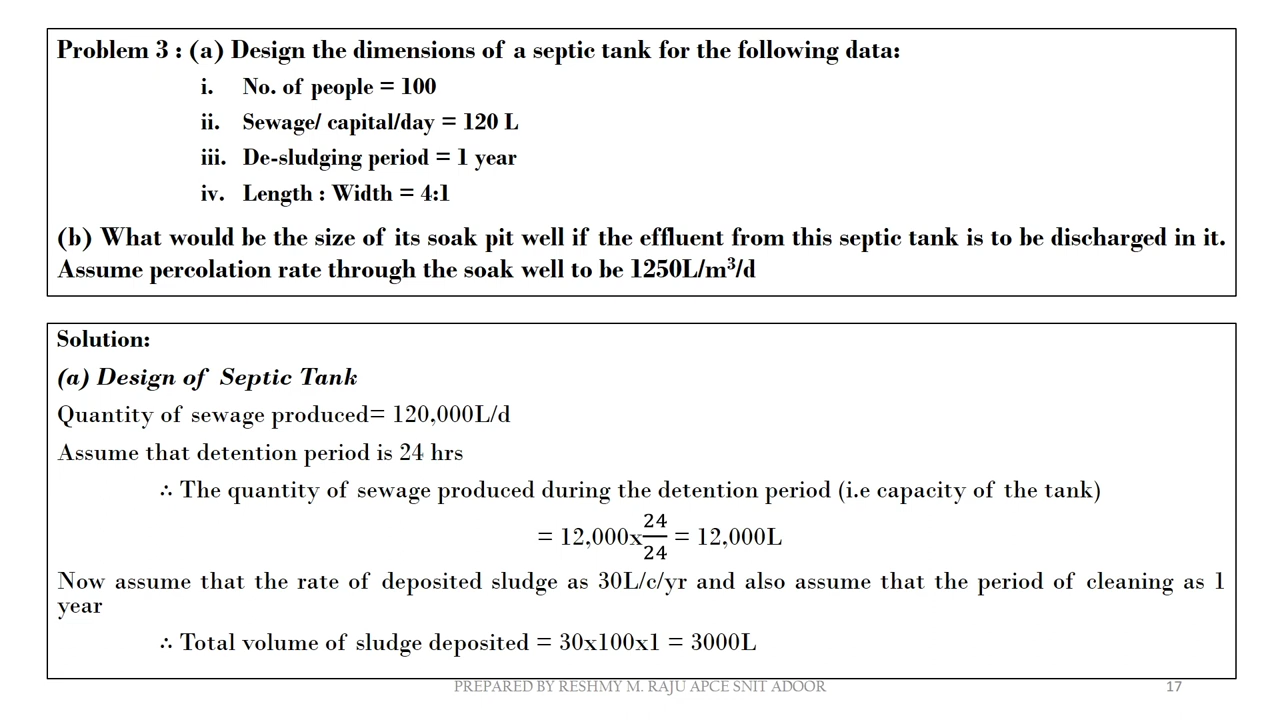 Problem 3 : (a) Design the dimensions of a septic tank for the following data:
i. No. of people = 100
ii. Sewage/ capital/day = 120 L
iii. De-sludging period = 1 year
iv. Length : Width = 4:1
(b) What would be the size of its soak pit well if the effluent from this septic tank is to be discharged in it.
Assume percolation rate through the soak well to be 1250L/m³/d
Solution:
(a) Design of Septic Tank
Quantity of sewage produced= 120,000L/d
Assume that detention period is 24 hrs
∴ The quantity of sewage produced during the detention period (i.e capacity of the tank)
= 12,000x24/24 = 12,000L
Now assume that the rate of deposited sludge as 30L/c/yr and also assume that the period of cleaning as 1
year
∴ Total volume of sludge deposited = 30x100x1 = 3000L
PREPARED BY RESHMY M. RAJU APCE SNIT ADOOR
17